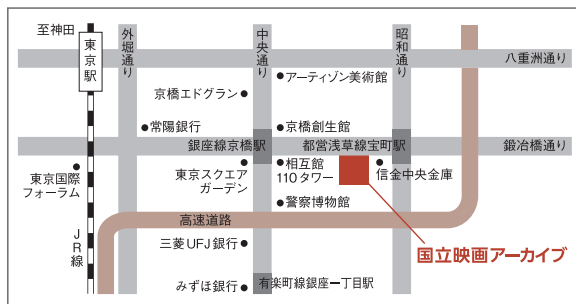 至神田
東京駅
外堀通り
中央通り
昭和通り
八重洲通り
アーティゾン美術館
京橋エドグラン
常陽銀行
京橋創生館
銀座線京橋駅
都営浅草線宝町駅
鍛冶橋通り
東京国際
フォーラム
東京スクエア
ガーデン
相互館
110タワー
信金中央金庫
警察博物館
高速道路
JR線
三菱UFJ銀行
国立映画アーカイブ
みずほ銀行
有楽町線銀座一丁目駅